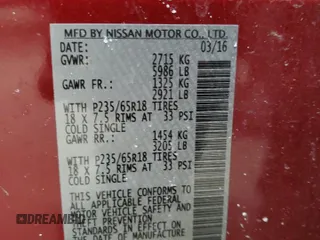 MFD BY NISSAN MOTOR CO., LTD.
DATE: 03/16
GVWR: 2715 KG
5986 LB
GAWR FR.: 1325 KG
2921 LB
WITH P235/65R18 TIRES
18 X 7.5 RIMS AT 33 PSI
COLD SINGLE
GAWR RR: 1454 KG
3205 LB
WITH P235/65R18 TIRES
18 X 7.5 RIMS AT 33 PSI
COLD SINGLE
THIS VEHICLE CONFORMS TO
ALL APPLICABLE FEDERAL
MOTOR VEHICLE SAFETY AND
THEFT PREVENTION
STANDARDS IN EFFECT ON
THE DATE OF MANUFACTURE